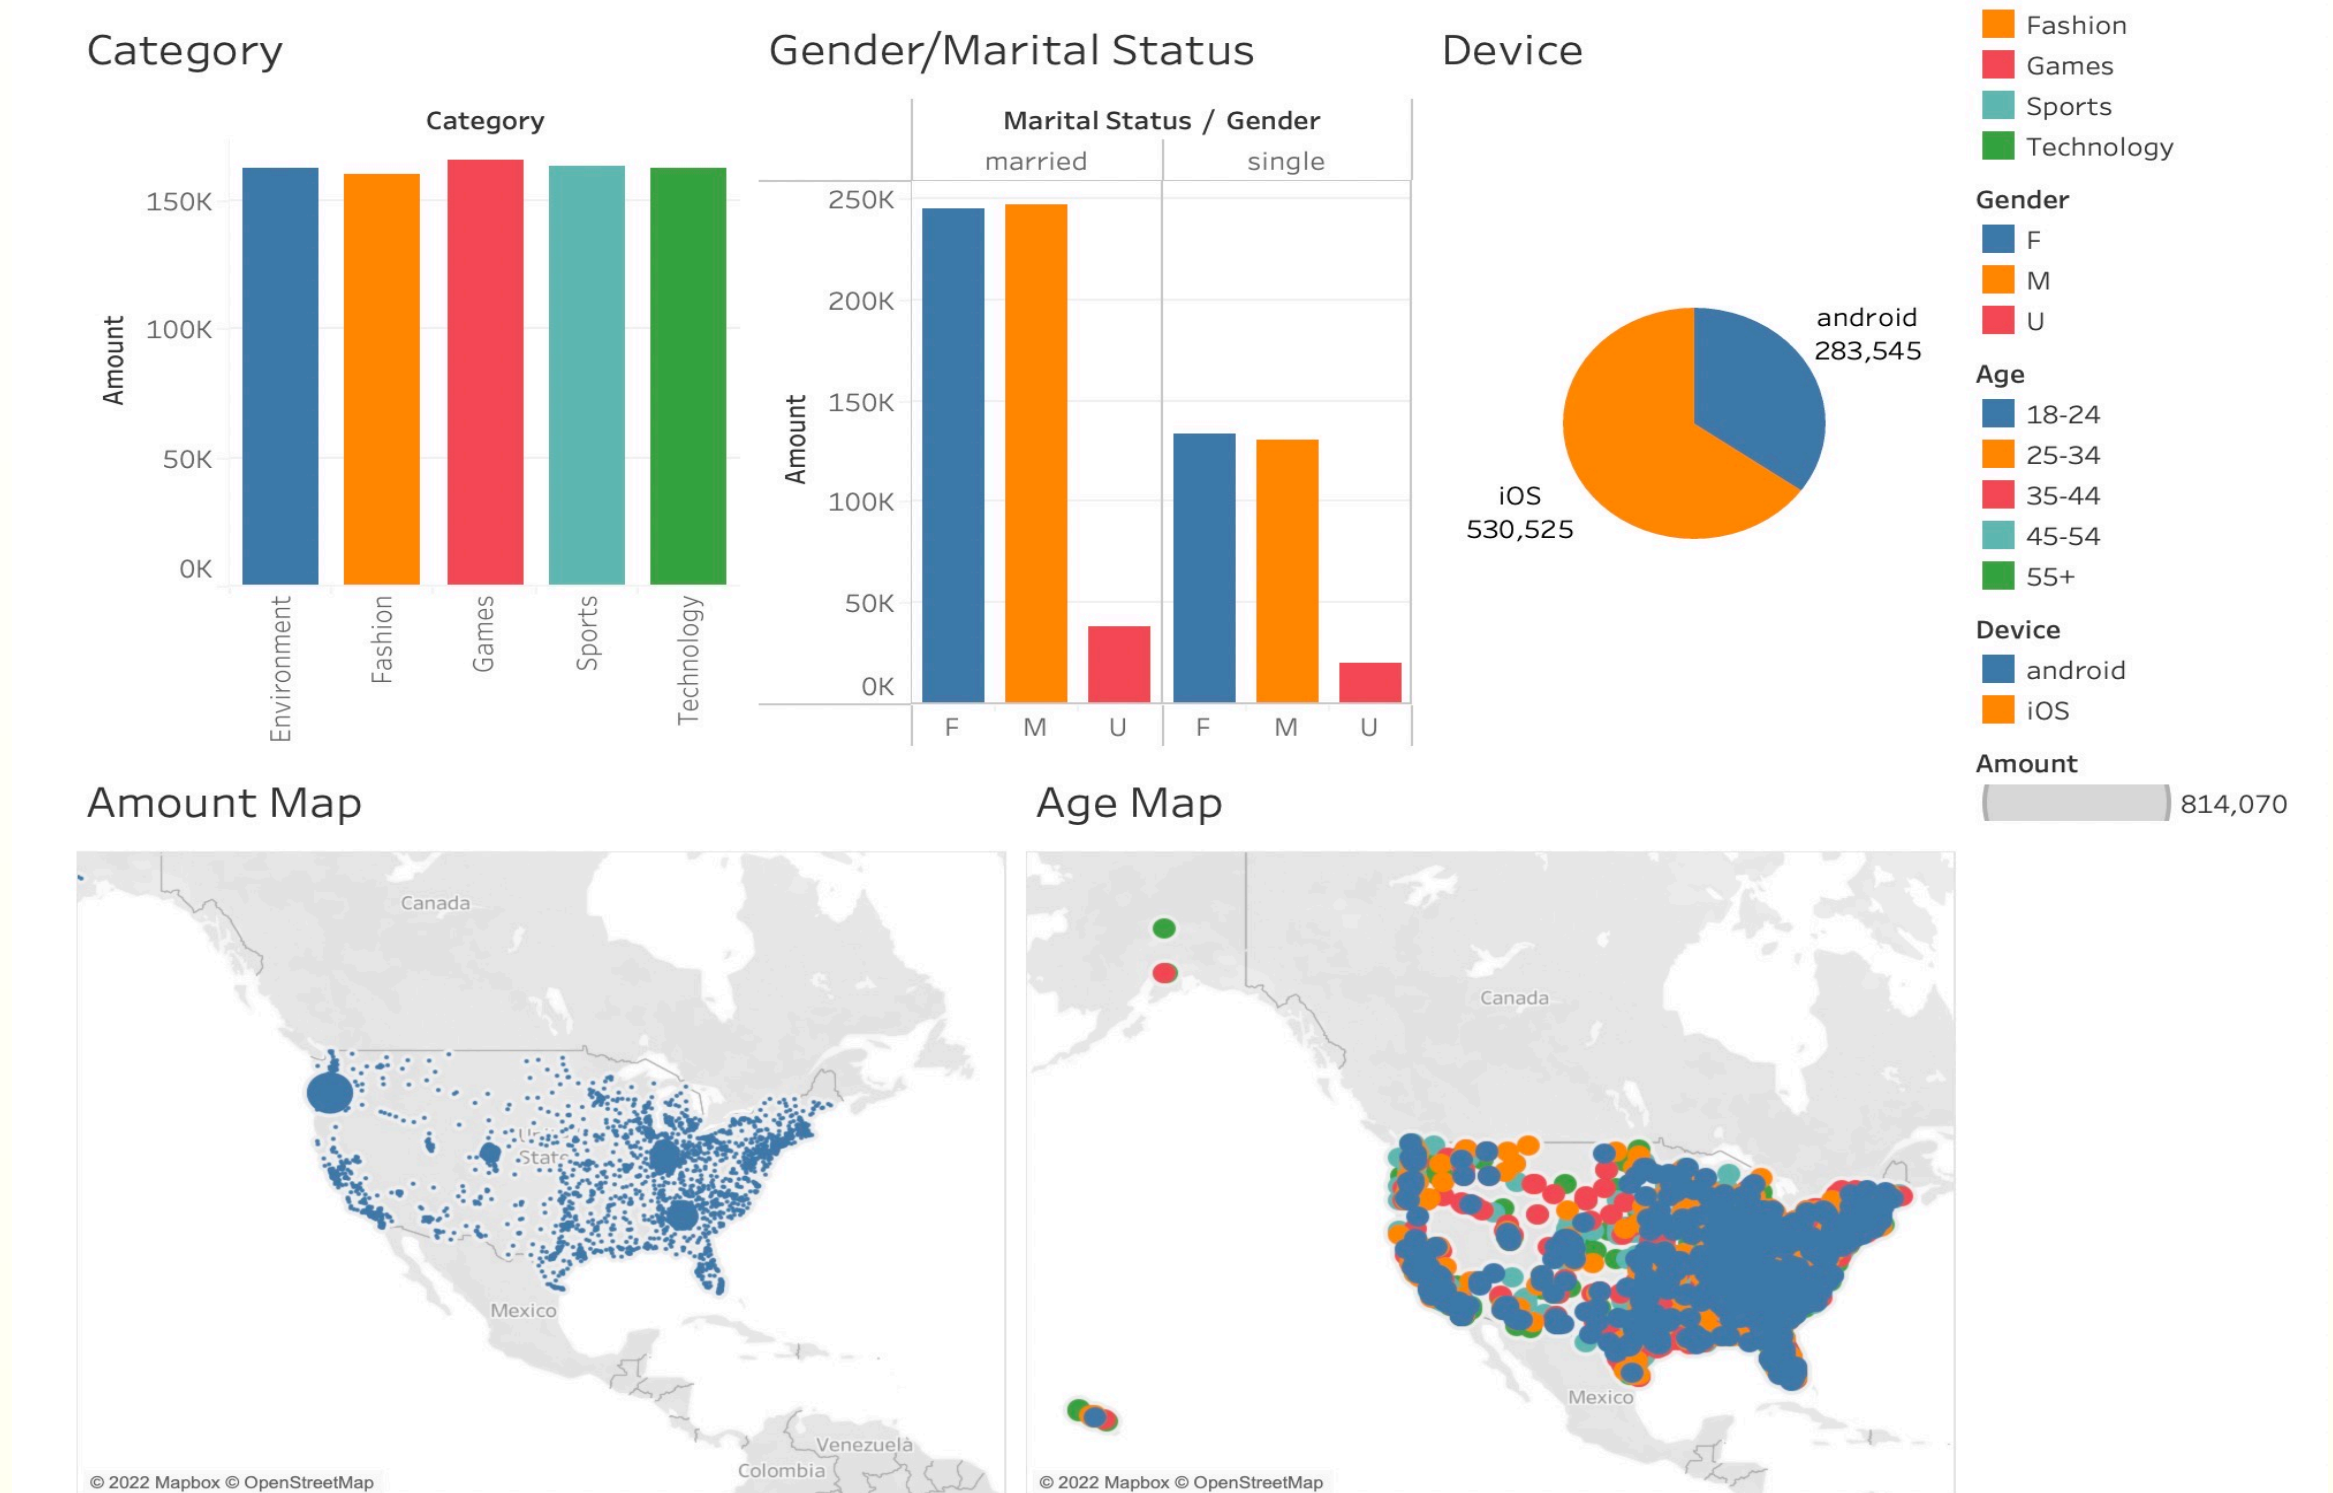 Category
Category
150K
100K
50K
0K
Amount
Environment
Fashion
Games
Sports
Technology
Gender/Marital Status
Marital Status / Gender
married
single
250K
200K
150K
100K
50K
0K
Amount
F
M
U
F
M
U
Device
android
283,545
iOS
530,525
Fashion
Games
Sports
Technology
Gender
F
M
U
Age
18-24
25-34
35-44
45-54
55+
Device
android
iOS
Amount
814,070
Amount Map
Canada
Mexico
Venezuela
Colombia
© 2022 Mapbox © OpenStreetMap
Age Map
Canada
Mexico
© 2022 Mapbox © OpenStreetMap